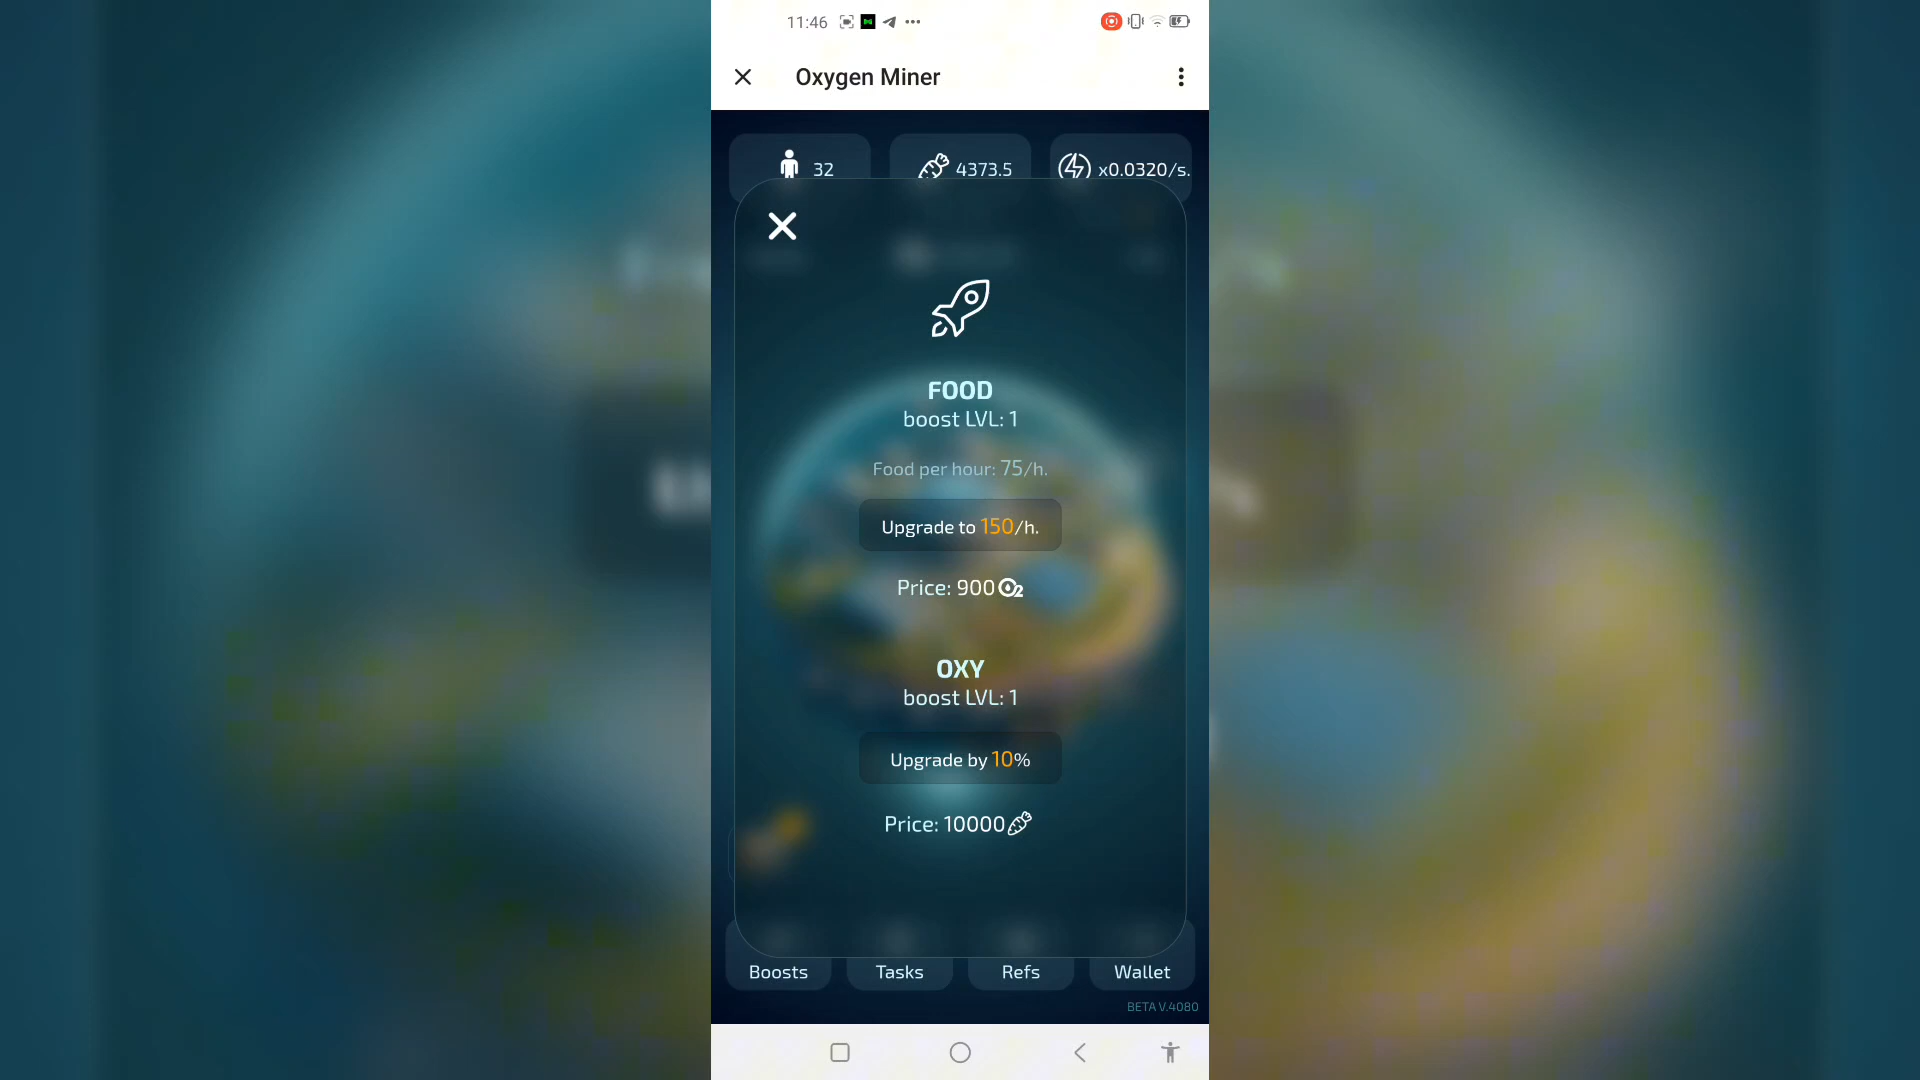 11:46
Oxygen Miner
32
4373.5
x0.0320/s.
FOOD
boost LVL: 1
Food per hour: 75/h.
Upgrade to 150/h.
Price: 900 O2
OXY
boost LVL: 1
Upgrade by 10%
Price: 10000
Boosts
Tasks
Refs
Wallet
BETA V.4080